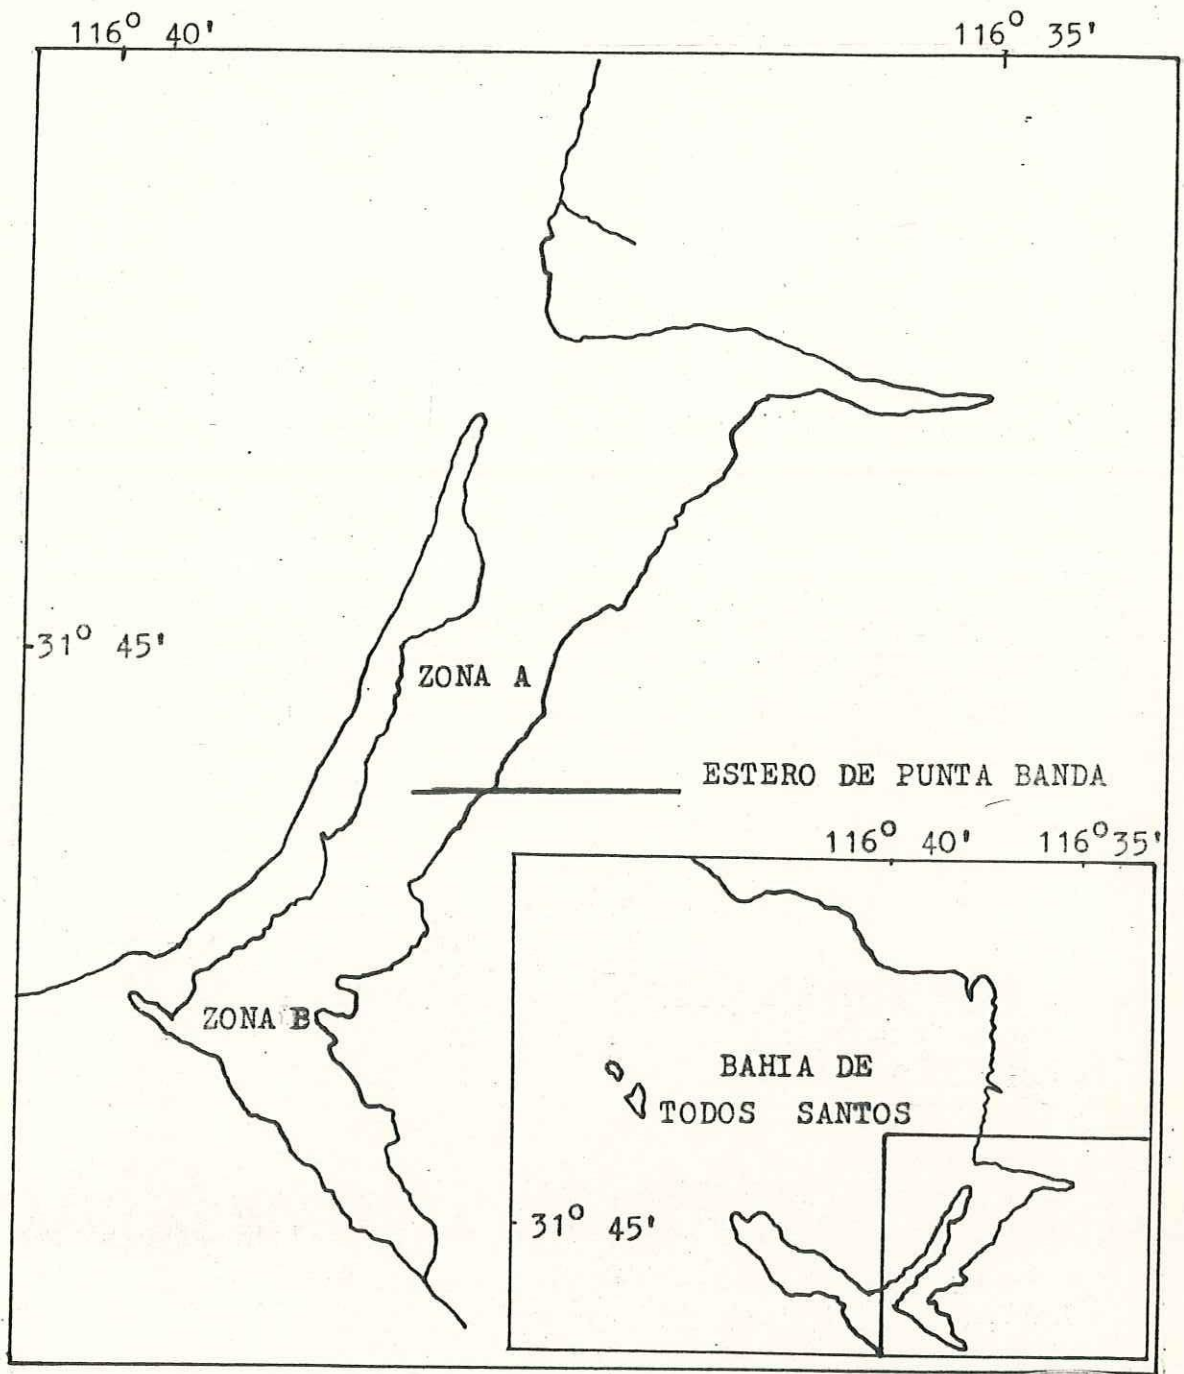 116° 40' 116° 35'
31° 45'
ZONA A
ESTERO DE PUNTA BANDA
116° 40' 116°35'
ZONA B
BAHIA DE
TODOS SANTOS
31° 45'